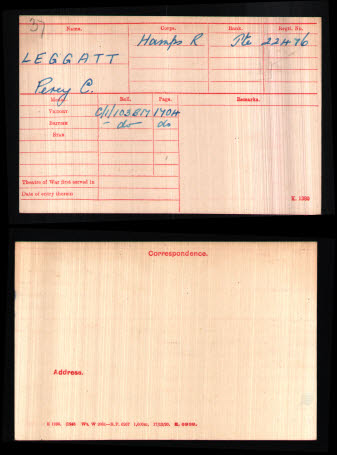 37
Name. Corps. Rank. Regtl. No.
LEGGATT Hamps R Pte 22476
Percy C.
Medal. Roll. Page. Remarks.
Victory C/1/103B17 1704
British - do - do
Star
Theatre of War first served in
Date of entry therein
K. 1380
Correspondence.
Address.